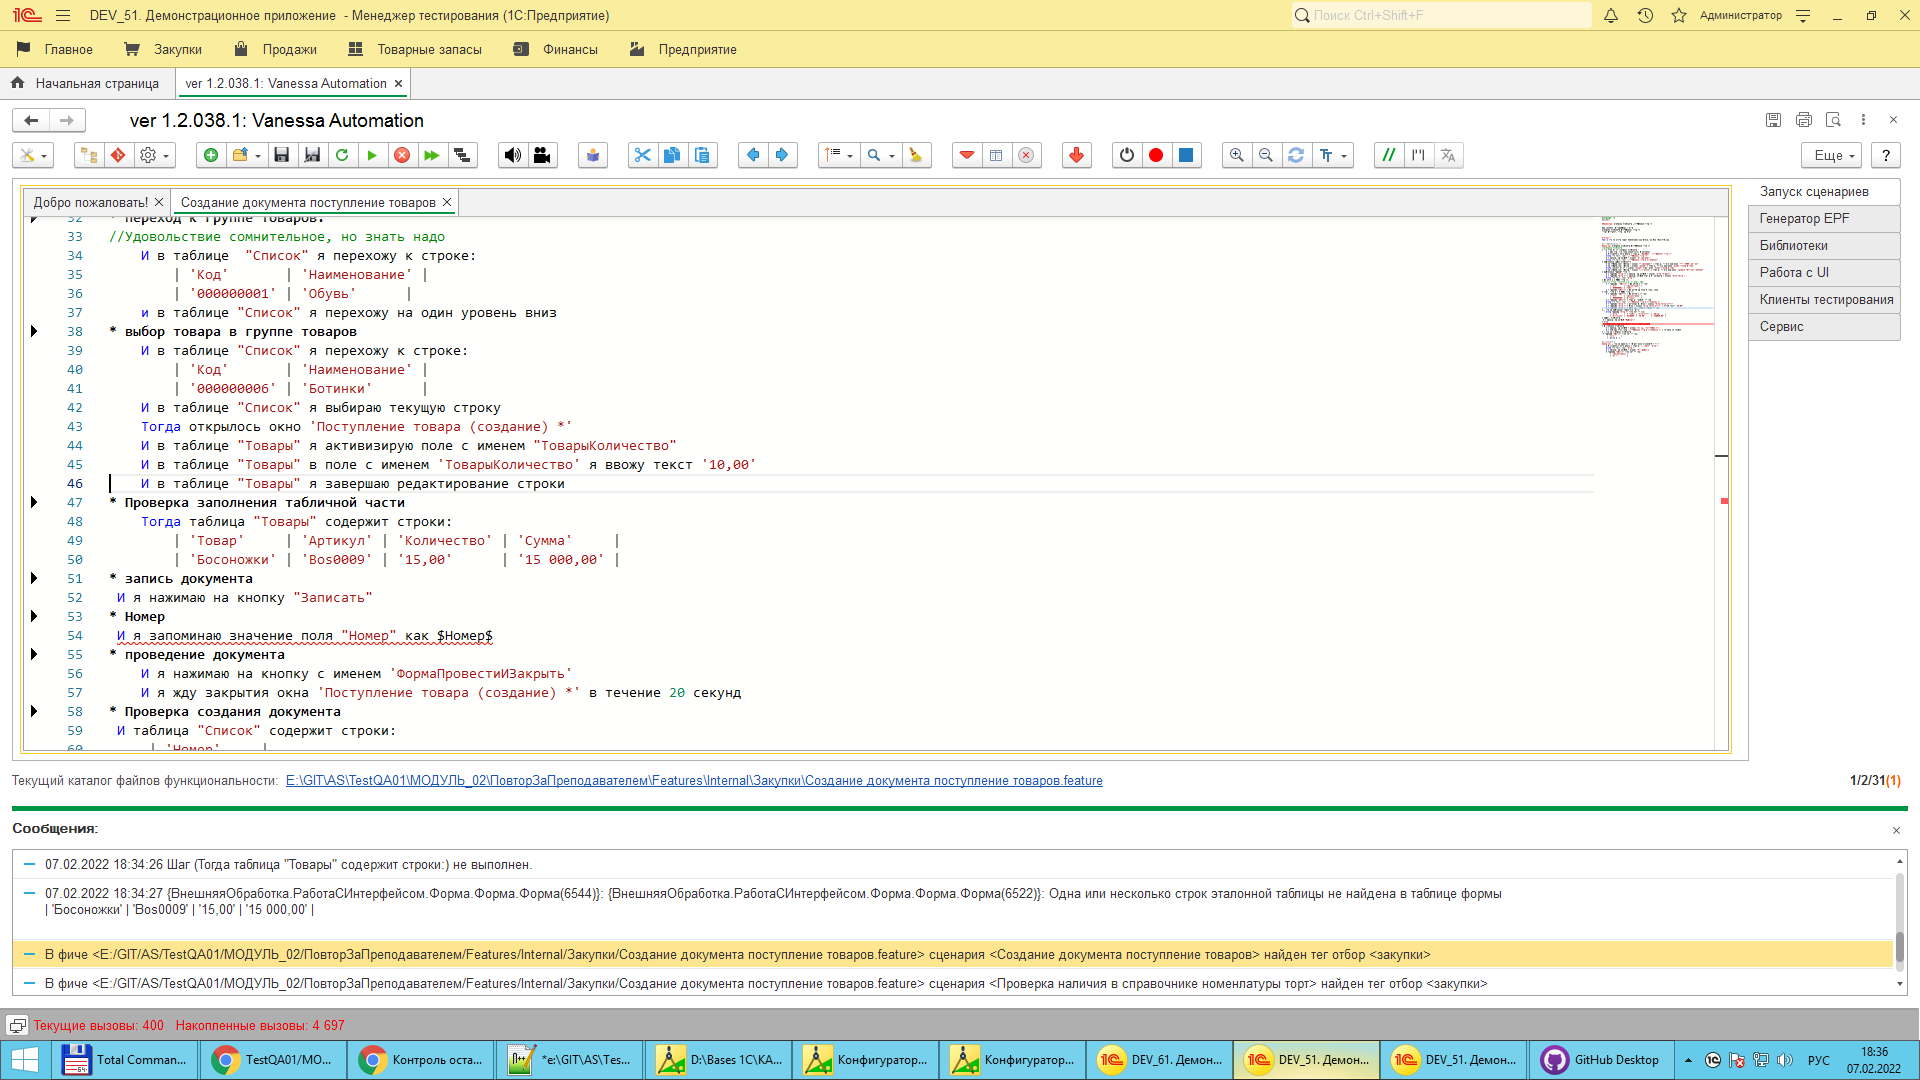 DEV_51. Демонстрационное приложение - Менеджер тестирования (1С:Предприятие)
Поиск Ctrl+Shift+F
Администратор
Главное Закупки Продажи Товарные запасы Финансы Предприятие
Начальная страница ver 1.2.038.1: Vanessa Automation ×
ver 1.2.038.1: Vanessa Automation
Еще ?
Добро пожаловать! × Создание документа поступление товаров ×
32 * переход к группе товаров.
33 //Удовольствие сомнительное, но знать надо
34 И в таблице "Список" я перехожу к строке:
35 | 'Код' | 'Наименование' |
36 | '000000001' | 'Обувь' |
37 и в таблице "Список" я перехожу на один уровень вниз
38 * выбор товара в группе товаров
39 И в таблице "Список" я перехожу к строке:
40 | 'Код' | 'Наименование' |
41 | '000000006' | 'Ботинки' |
42 И в таблице "Список" я выбираю текущую строку
43 Тогда открылось окно 'Поступление товара (создание) *'
44 И в таблице "Товары" я активизирую поле с именем "ТоварыКоличество"
45 И в таблице "Товары" в поле с именем 'ТоварыКоличество' я ввожу текст '10,00'
46 И в таблице "Товары" я завершаю редактирование строки
47 * Проверка заполнения табличной части
48 Тогда таблица "Товары" содержит строки:
49 | 'Товар' | 'Артикул' | 'Количество' | 'Сумма' |
50 | 'Босоножки' | 'Bos0009' | '15,00' | '15 000,00' |
51 * запись документа
52 И я нажимаю на кнопку "Записать"
53 * Номер
54 И я запоминаю значение поля "Номер" как $Номер$
55 * проведение документа
56 И я нажимаю на кнопку с именем 'ФормаПровестиИЗакрыть'
57 И я жду закрытия окна 'Поступление товара (создание) *' в течение 20 секунд
58 * Проверка создания документа
59 И таблица "Список" содержит строки:
60 | 'Номер' |
Запуск сценариев
Генератор EPF
Библиотеки
Работа с UI
Клиенты тестирования
Сервис
Текущий каталог файлов функциональности: E:\GIT\AS\TestQA01\МОДУЛЬ_02\ПовторЗаПреподавателем\Features\Internal\Закупки\Создание документа поступление товаров.feature 1/2/31(1)
Сообщения:
07.02.2022 18:34:26 Шаг (Тогда таблица "Товары" содержит строки:) не выполнен.
07.02.2022 18:34:27 {ВнешняяОбработка.РаботаСИнтерфейсом.Форма.Форма.Форма(6544)}: {ВнешняяОбработка.РаботаСИнтерфейсом.Форма.Форма.Форма(6522)}: Одна или несколько строк эталонной таблицы не найдена в таблице формы
| 'Босоножки' | 'Bos0009' | '15,00' | '15 000,00' |
В фиче <E:/GIT/AS/TestQA01/МОДУЛЬ_02/ПовторЗаПреподавателем/Features/Internal/Закупки/Создание документа поступление товаров.feature> сценария <Создание документа поступление товаров> найден тег отбор <закупки>
В фиче <E:/GIT/AS/TestQA01/МОДУЛЬ_02/ПовторЗаПреподавателем/Features/Internal/Закупки/Создание документа поступление товаров.feature> сценария <Проверка наличия в справочнике номенлатуры торт> найден тег отбор <закупки>
Текущие вызовы: 400 Накопленные вызовы: 4 697
Total Comman... TestQA01/МО... Контроль оста... *e:\GIT\AS\Tes... D:\Bases 1C\KA... Конфигуратор... Конфигуратор... DEV_61. Демон... DEV_51. Демон... DEV_51. Демон... GitHub Desktop РУС 18:36
07.02.2022